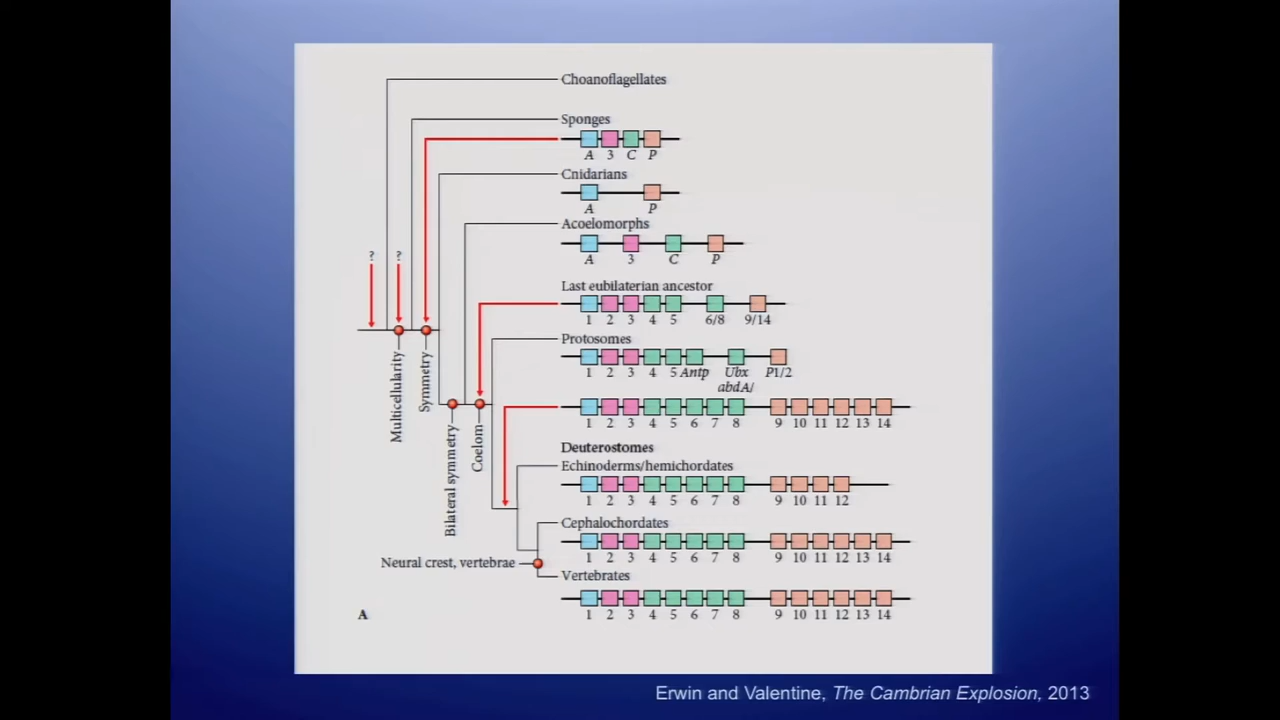 Choanoflagellates
Sponges
A 3 C P
Cnidarians
A P
Acoelomorphs
A 3 C P
? ?
Last eubilaterian ancestor
1 2 3 4 5 6/8 9/14
Protosomes
1 2 3 4 5 Antp Ubx P1/2
abdA/
Multicellularity
Symmetry
1 2 3 4 5 6 7 8 9 10 11 12 13 14
Bilateral symmetry
Coelom
Deuterostomes
Echinoderms/hemichordates
1 2 3 4 5 6 7 8 9 10 11 12
Cephalochordates
1 2 3 4 5 6 7 8 9 10 11 12 13 14
Neural crest, vertebrae
Vertebrates
1 2 3 4 5 6 7 8 9 10 11 12 13 14
A
Erwin and Valentine, The Cambrian Explosion, 2013